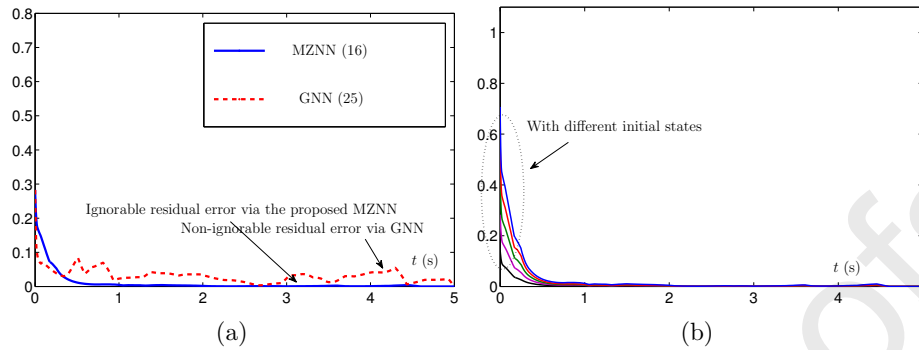 0.8
0.7
0.6
0.5
0.4
0.3
0.2
0.1
0
MZNN (16)
GNN (25)
Ignorable residual error via the proposed MZNN
Non-ignorable residual error via GNN
t (s)
0 1 2 3 4 5
(a)
1
0.8
0.6
0.4
0.2
0
With different initial states
t (s)
0 1 2 3 4
(b)